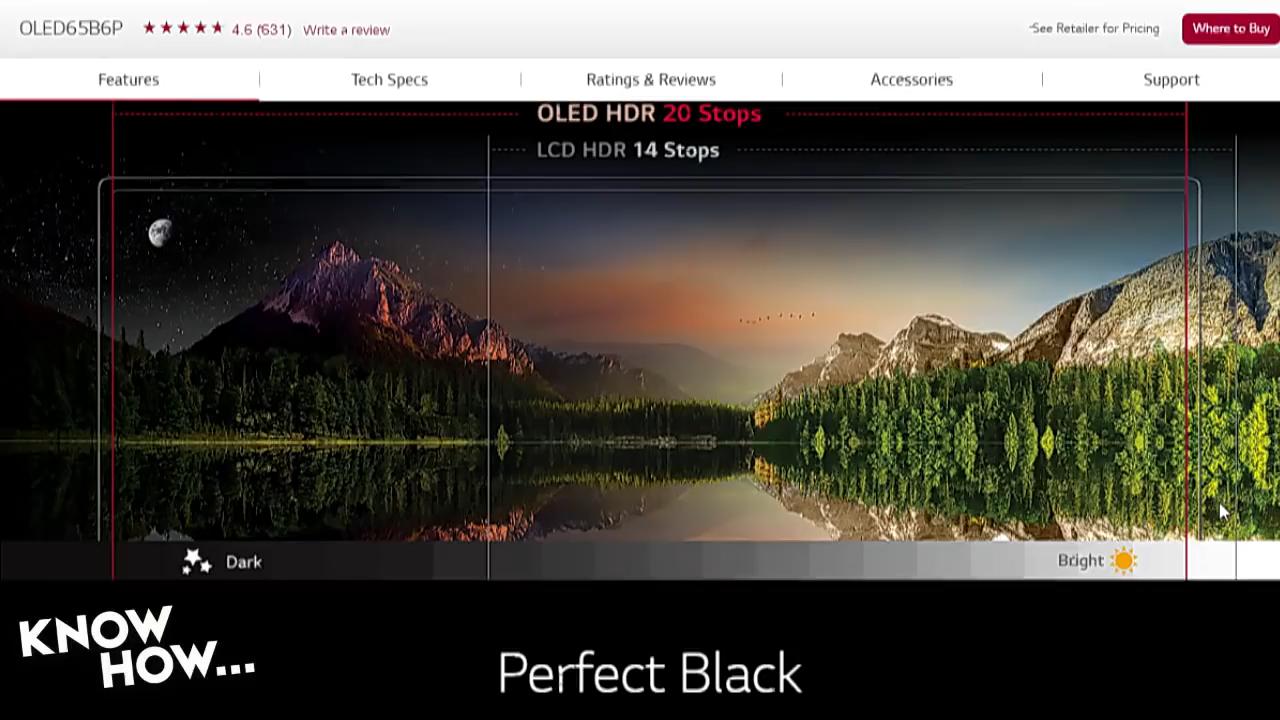 OLED65B6P 4.6 (631) Write a review *See Retailer for Pricing Where to Buy
Features Tech Specs Ratings & Reviews Accessories Support
OLED HDR 20 Stops
LCD HDR 14 Stops
Dark Bright
KNOW
HOW...
Perfect Black